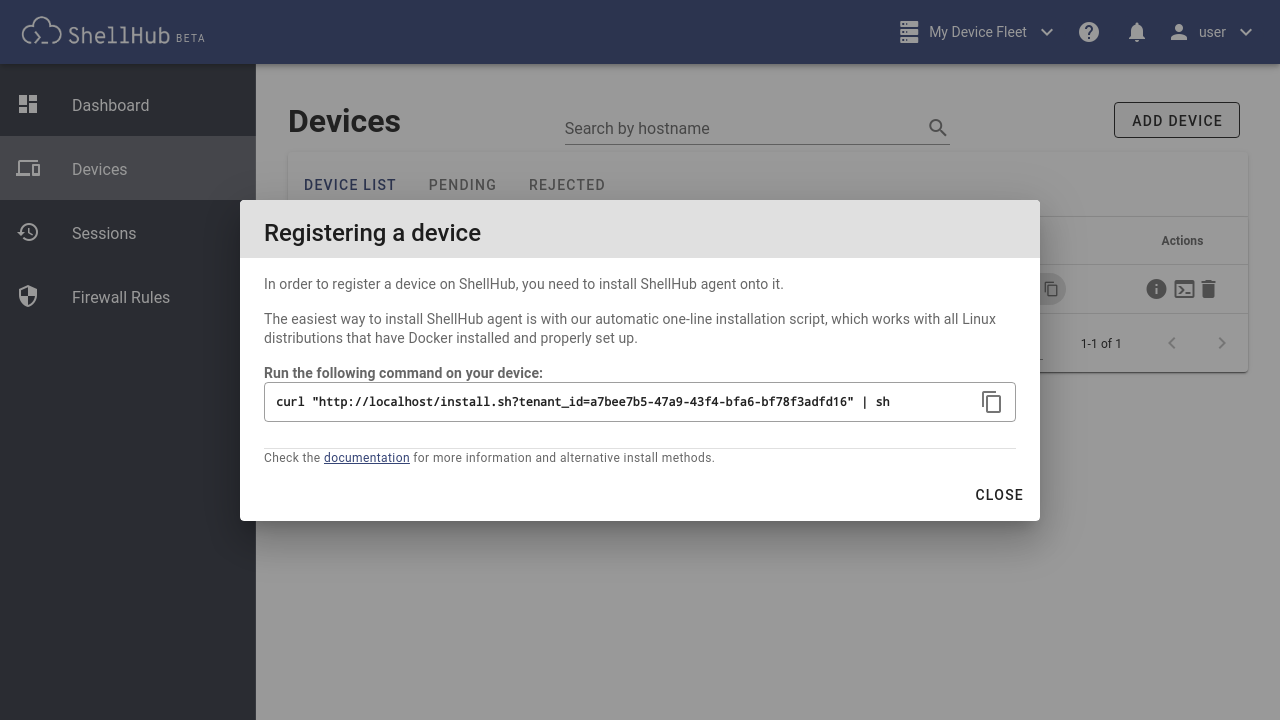 ShellHub BETA
My Device Fleet
user
Dashboard
Devices
Sessions
Firewall Rules
Devices
Search by hostname
ADD DEVICE
DEVICE LIST
PENDING
REJECTED
Actions
1-1 of 1
Registering a device
In order to register a device on ShellHub, you need to install ShellHub agent onto it.
The easiest way to install ShellHub agent is with our automatic one-line installation script, which works with all Linux
distributions that have Docker installed and properly set up.
Run the following command on your device:
curl "http://localhost/install.sh?tenant_id=a7bee7b5-47a9-43f4-bfa6-bf78f3adfd16" | sh
Check the documentation for more information and alternative install methods.
CLOSE